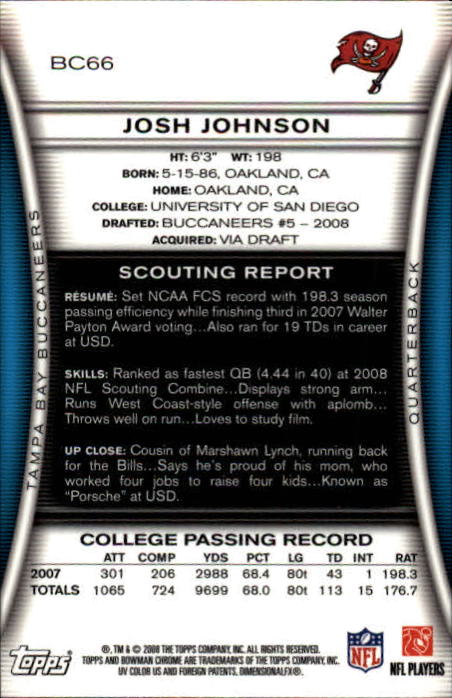 BC66
JOSH JOHNSON
HT: 6'3" WT: 198
BORN: 5-15-86, OAKLAND, CA
HOME: OAKLAND, CA
COLLEGE: UNIVERSITY OF SAN DIEGO
DRAFTED: BUCCANEERS #5 – 2008
ACQUIRED: VIA DRAFT
TAMPA BAY BUCCANEERS
QUARTERBACK
SCOUTING REPORT
RÉSUMÉ: Set NCAA FCS record with 198.3 season
passing efficiency while finishing third in 2007 Walter
Payton Award voting...Also ran for 19 TDs in career
at USD.
SKILLS: Ranked as fastest QB (4.44 in 40) at 2008
NFL Scouting Combine...Displays strong arm...
Runs West Coast-style offense with aplomb...
Throws well on run...Loves to study film.
UP CLOSE: Cousin of Marshawn Lynch, running back
for the Bills...Says he's proud of his mom, who
worked four jobs to raise four kids...Known as
"Porsche" at USD.
COLLEGE PASSING RECORD
ATT COMP YDS PCT LG TD INT RAT
2007 301 206 2988 68.4 80t 43 1 198.3
TOTALS 1065 724 9699 68.0 80t 113 15 176.7
®, TM & © 2008 THE TOPPS COMPANY, INC. ALL RIGHTS RESERVED.
TOPPS AND BOWMAN CHROME ARE TRADEMARKS OF THE TOPPS COMPANY, INC.
UV COLOR US AND FOREIGN PATENTS, DIMENSIONALFX®.
Topps
NFL
NFL PLAYERS